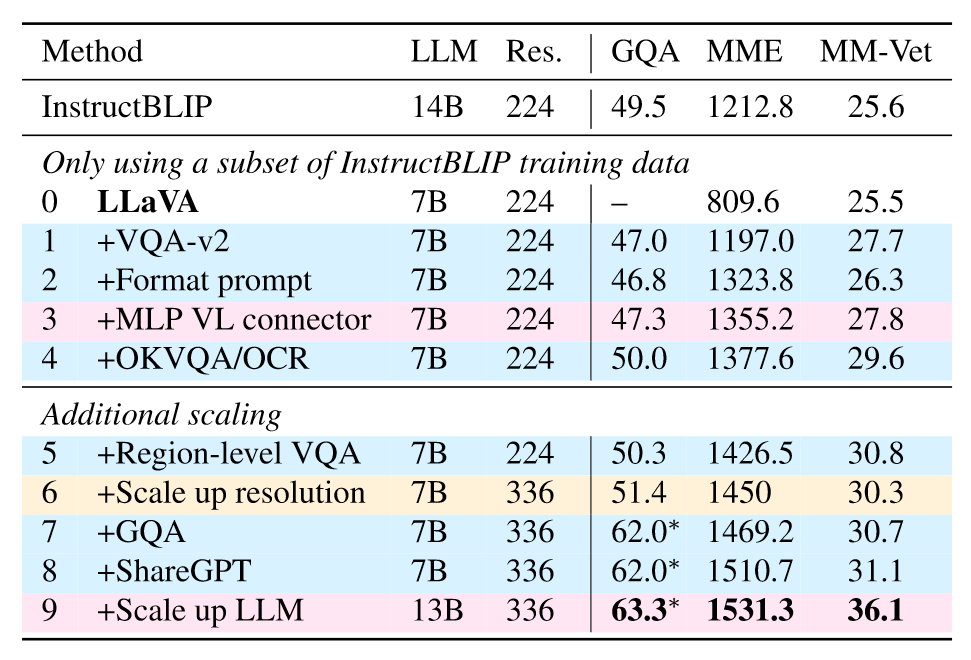 Method LLM Res. GQA MME MM-Vet
InstructBLIP 14B 224 49.5 1212.8 25.6
Only using a subset of InstructBLIP training data
0 LLaVA 7B 224 – 809.6 25.5
1 +VQA-v2 7B 224 47.0 1197.0 27.7
2 +Format prompt 7B 224 46.8 1323.8 26.3
3 +MLP VL connector 7B 224 47.3 1355.2 27.8
4 +OKVQA/OCR 7B 224 50.0 1377.6 29.6
Additional scaling
5 +Region-level VQA 7B 224 50.3 1426.5 30.8
6 +Scale up resolution 7B 336 51.4 1450 30.3
7 +GQA 7B 336 62.0* 1469.2 30.7
8 +ShareGPT 7B 336 62.0* 1510.7 31.1
9 +Scale up LLM 13B 336 63.3* 1531.3 36.1